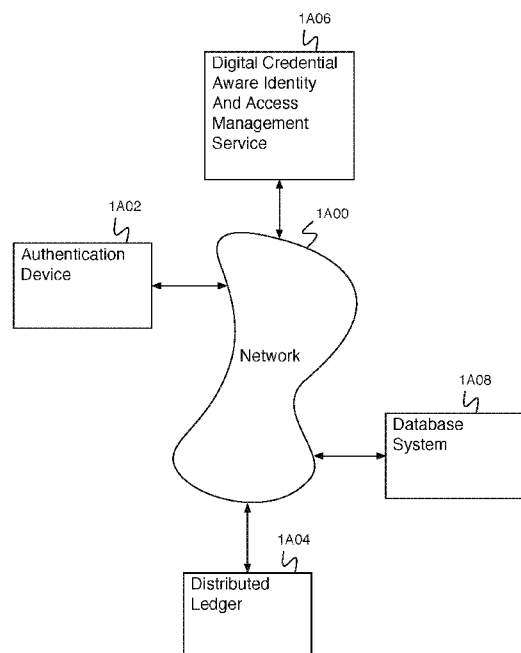 1A06
Digital Credential
Aware Identity
And Access
Management
Service
1A02
1A00
Authentication
Device
Network
1A08
Database
System
1A04
Distributed
Ledger